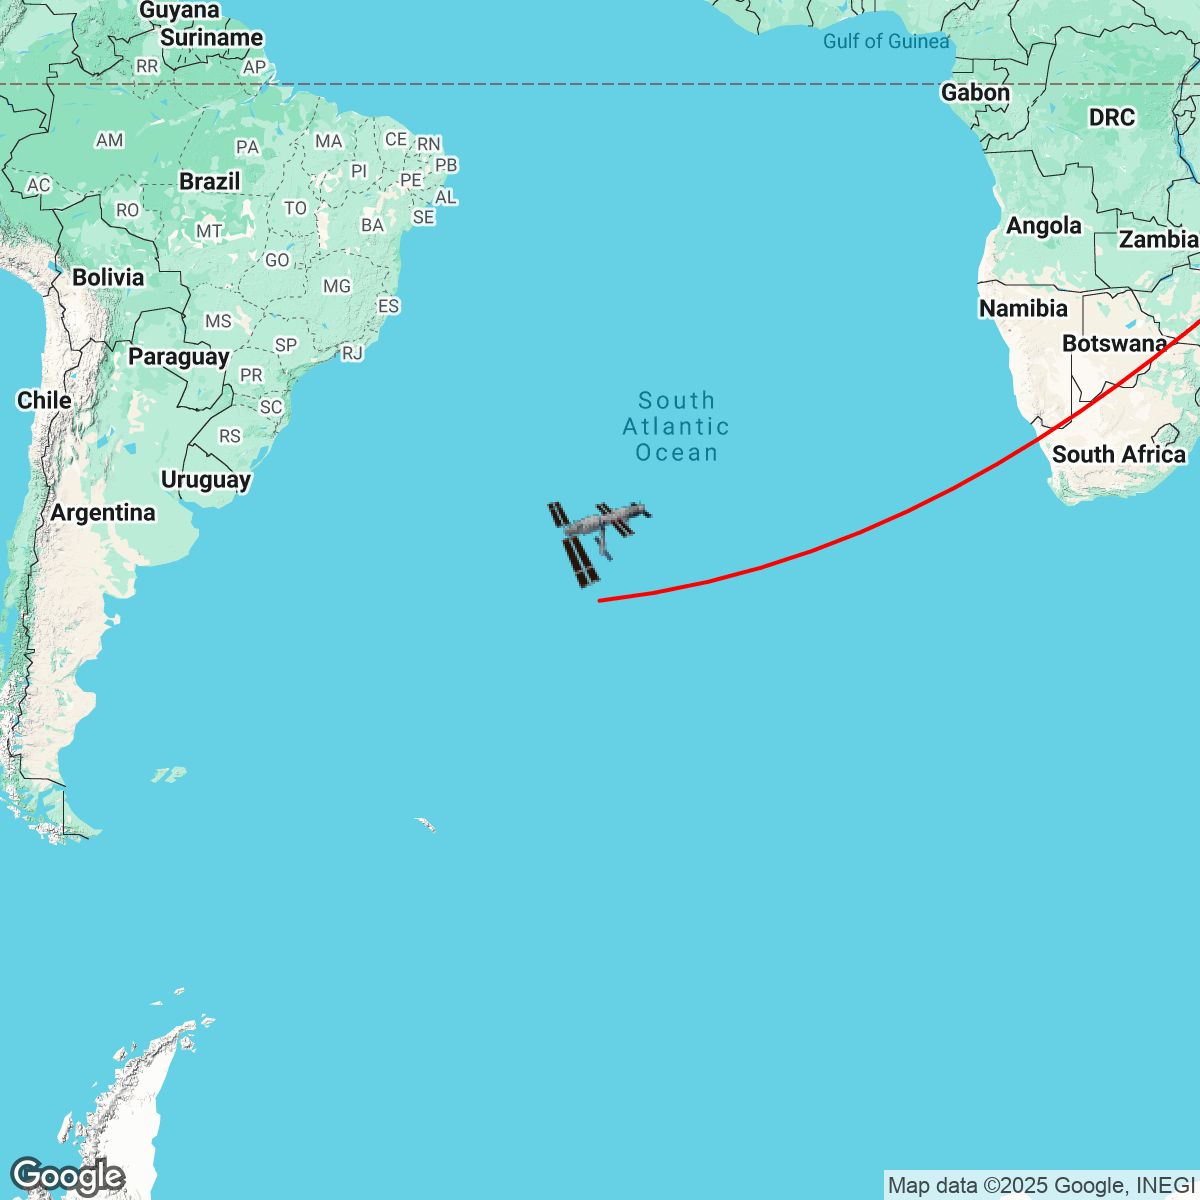 Guyana
Suriname
Gulf of Guinea
RR
AP
Gabon
DRC
AM
PA
MA
CE
RN
PI
PB
PE
AC
Brazil
AL
RO
TO
SE
MT
BA
Angola
Zambia
GO
Bolivia
MG
ES
Namibia
MS
SP
RJ
Botswana
Paraguay
PR
Chile
SC
South
Atlantic
Ocean
RS
South Africa
Uruguay
Argentina
Google
Map data ©2025 Google, INEGI